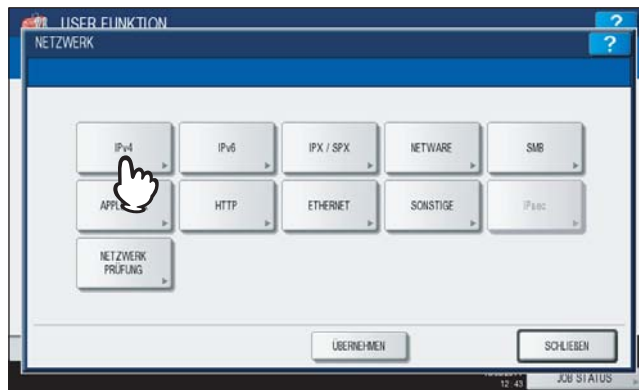 USER FUNKTION
?
NETZWERK
?
IPv4
IPv6
IPX / SPX
NETWARE
SMB
HTTP
ETHERNET
SONSTIGE
IPsec
NETZWERK
PRÜFUNG
ÜBERNEHMEN
SCHLIEßEN
12:43
JOB STATUS